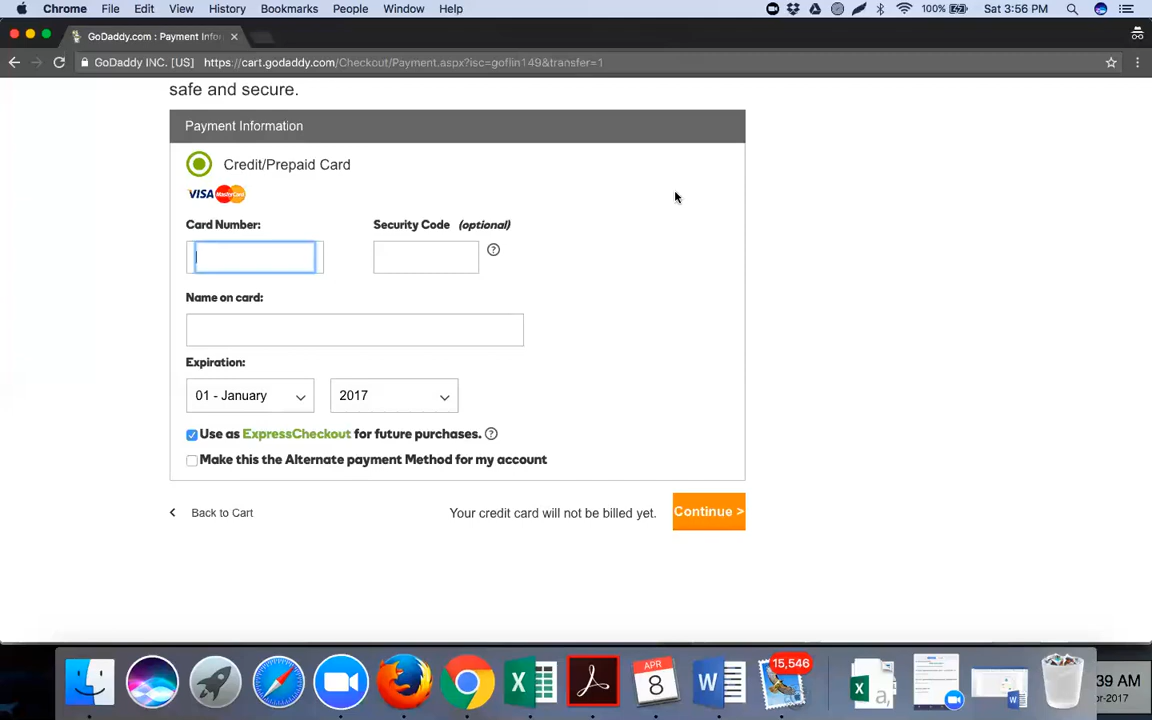 Chrome File Edit View History Bookmarks People Window Help 100% Sat 3:56 PM
GoDaddy.com : Payment Infor
GoDaddy INC. [US] https://cart.godaddy.com/Checkout/Payment.aspx?isc=goflin149&transfer=1
safe and secure.
Payment Information
Credit/Prepaid Card
VISA MasterCard
Card Number: Security Code (optional)
?
Name on card:
Expiration:
01 - January 2017
Use as ExpressCheckout for future purchases. ?
Make this the Alternate payment Method for my account
< Back to Cart Your credit card will not be billed yet. Continue >
APR 15,546
8
39 AM
or-2017